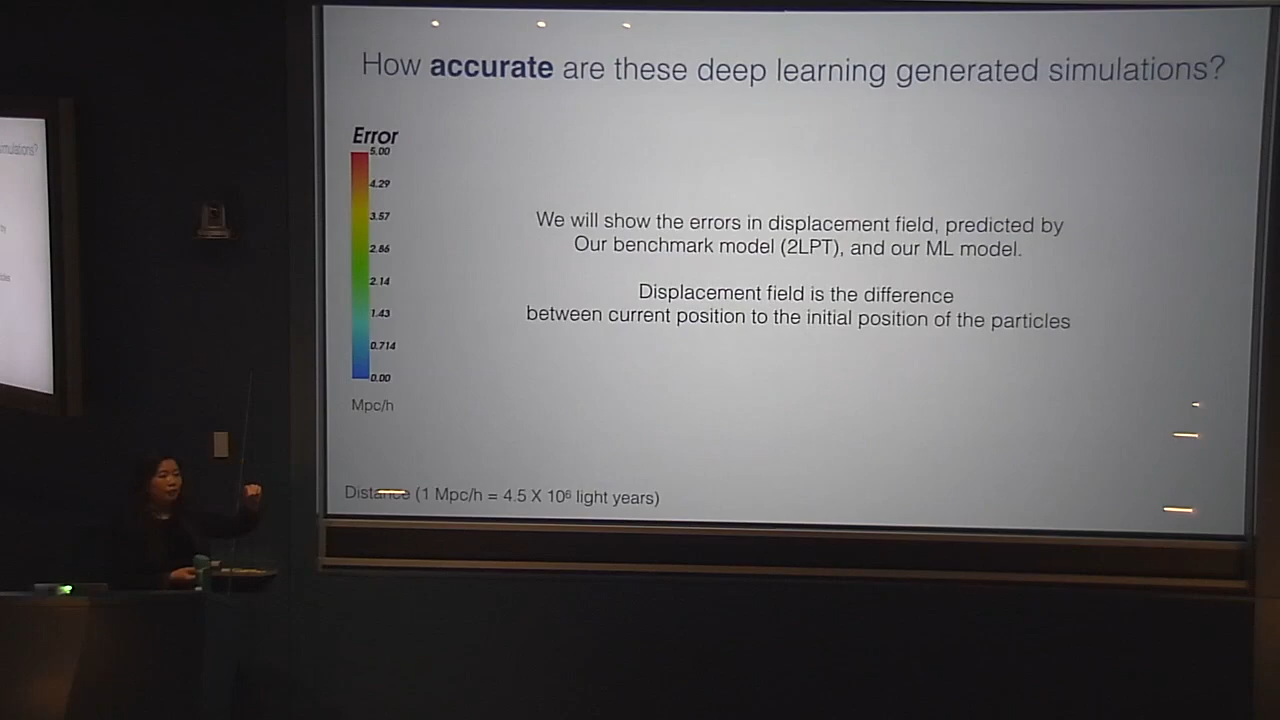 How accurate are these deep learning generated simulations?
Error
5.00
4.29
3.57
2.86
2.14
1.43
0.714
0.00
Mpc/h
We will show the errors in displacement field, predicted by
Our benchmark model (2LPT), and our ML model.
Displacement field is the difference
between current position to the initial position of the particles
Distance (1 Mpc/h = 4.5 X 10⁶ light years)